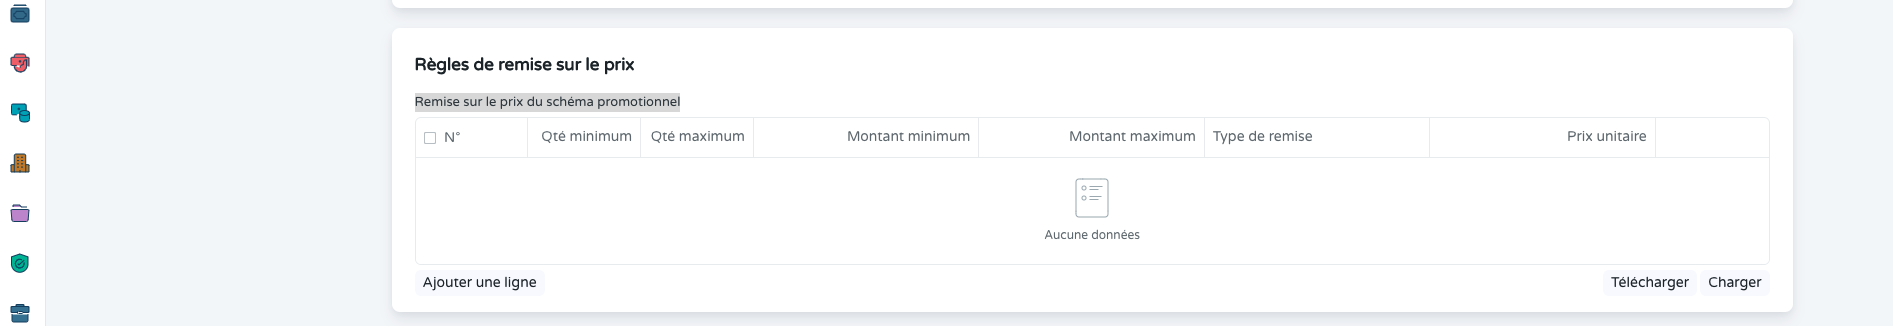 Règles de remise sur le prix
Remise sur le prix du schéma promotionnel
N° Qté minimum Qté maximum Montant minimum Montant maximum Type de remise Prix unitaire
Aucune données
Ajouter une ligne Télécharger Charger